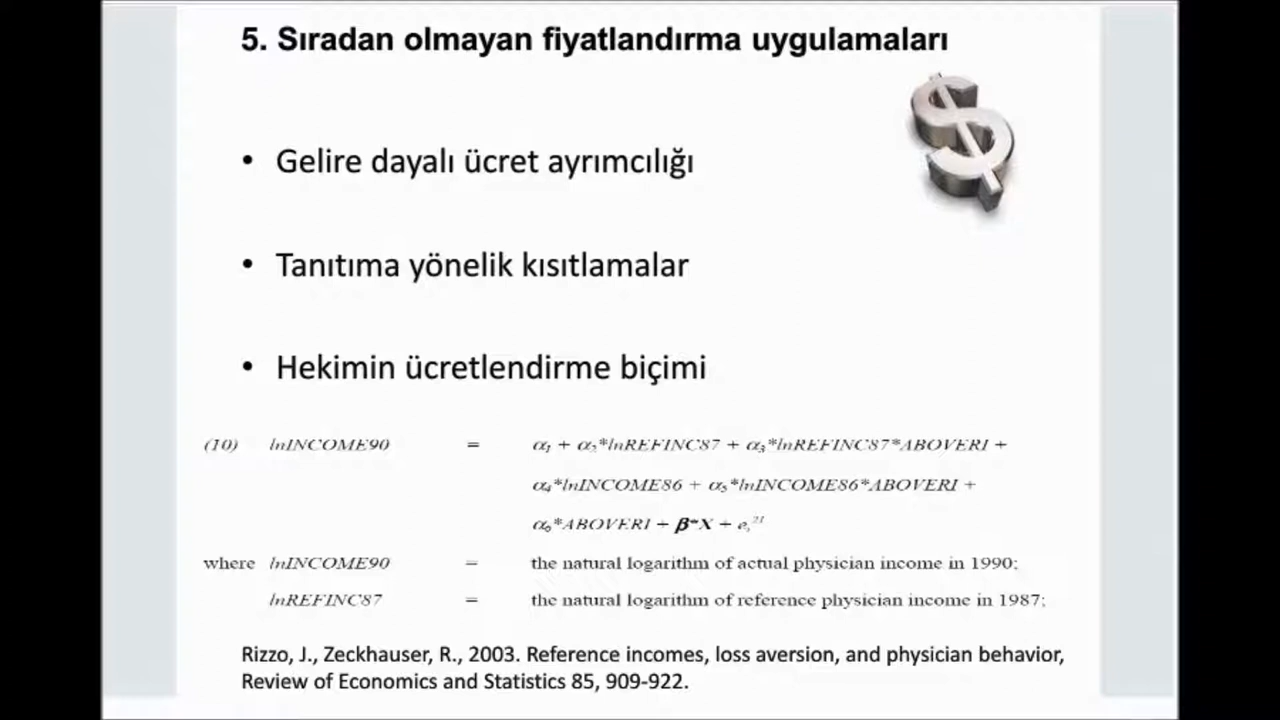 5. Sıradan olmayan fiyatlandırma uygulamaları
• Gelire dayalı ücret ayrımcılığı
• Tanıtıma yönelik kısıtlamalar
• Hekimin ücretlendirme biçimi
(10) lnINCOME90 = α₁ + α₂*lnREFINC87 + α₃*lnREFINC87*ABOVERI +
α₄*lnINCOME86 + α₅*lnINCOME86*ABOVERI +
α₆*ABOVERI + β*X + eᵢ²¹
where lnINCOME90 = the natural logarithm of actual physician income in 1990;
lnREFINC87 = the natural logarithm of reference physician income in 1987;
Rizzo, J., Zeckhauser, R., 2003. Reference incomes, loss aversion, and physician behavior,
Review of Economics and Statistics 85, 909-922.